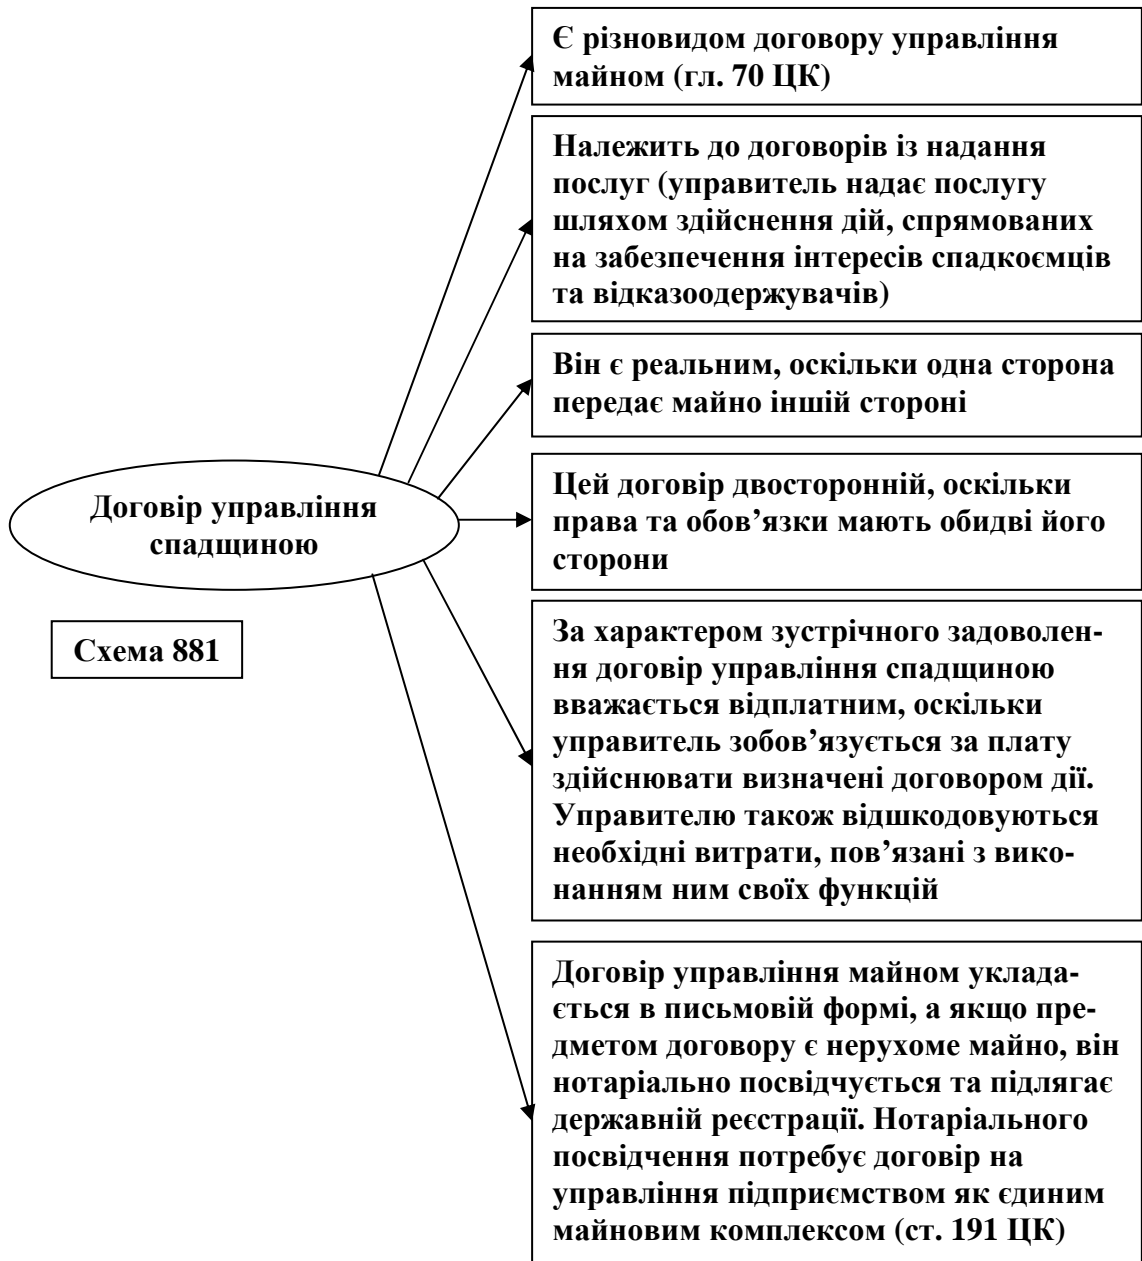 Є різновидом договору управління
майном (гл. 70 ЦК)
Належить до договорів із надання
послуг (управитель надає послугу
шляхом здійснення дій, спрямованих
на забезпечення інтересів спадкоємців
та відказоодержувачів)
Він є реальним, оскільки одна сторона
передає майно іншій стороні
Договір управління
спадщиною
Цей договір двосторонній, оскільки
права та обов’язки мають обидві його
сторони
Схема 881
За характером зустрічного задоволен-
ня договір управління спадщиною
вважається відплатним, оскільки
управитель зобов’язується за плату
здійснювати визначені договором дії.
Управителю також відшкодовуються
необхідні витрати, пов’язані з вико-
нанням ним своїх функцій
Договір управління майном уклада-
ється в письмовій формі, а якщо пре-
дметом договору є нерухоме майно, він
нотаріально посвідчується та підлягає
державній реєстрації. Нотаріального
посвідчення потребує договір на
управління підприємством як єдиним
майновим комплексом (ст. 191 ЦК)